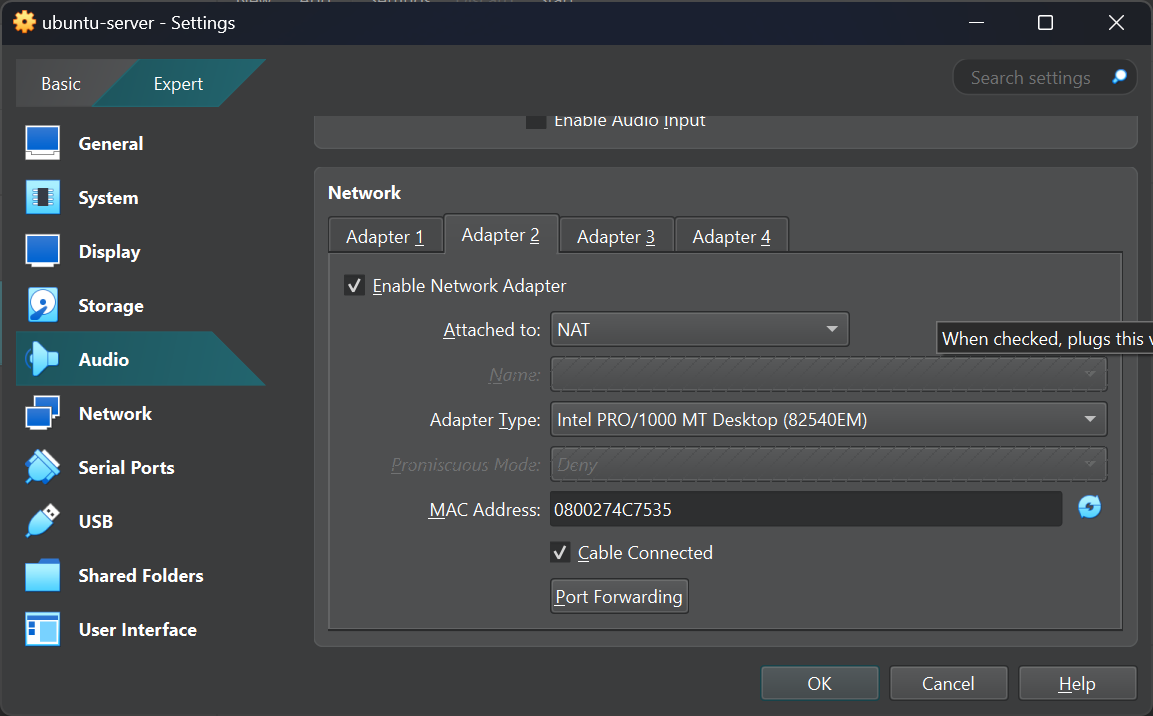 ubuntu-server - Settings
Basic
Expert
Search settings
General
System
Display
Storage
Audio
Network
Serial Ports
USB
Shared Folders
User Interface
Enable Audio Input
Network
Adapter 1
Adapter 2
Adapter 3
Adapter 4
Enable Network Adapter
Attached to: NAT
When checked, plugs this
Name:
Adapter Type: Intel PRO/1000 MT Desktop (82540EM)
Promiscuous Mode: Deny
MAC Address: 0800274C7535
Cable Connected
Port Forwarding
OK
Cancel
Help